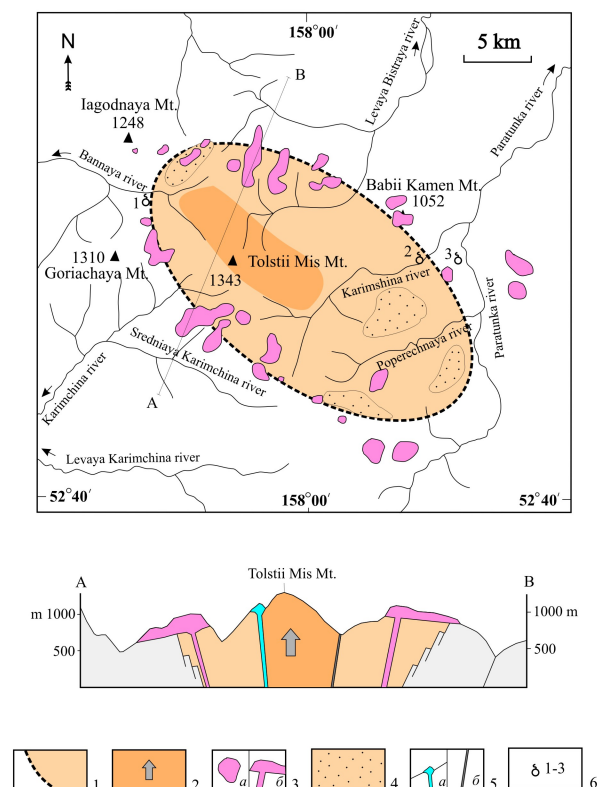 158°00′
N
5 km
B
Levaya Bistraya river
Paratunka river
Iagodnaya Mt.
1248
Bannaya river
Babii Kamen Mt.
1052
1
2
3
1310
Goriachaya Mt.
Tolstii Mis Mt.
1343
Karimshina river
Paratunka river
Sredniaya Karimchina river
Poperechnaya river
Karimchina river
A
Levaya Karimchina river
52°40′
158°00′
52°40′
Tolstii Mis Mt.
A
B
m 1000
1000 m
500
500
1
2
а б 3
4
а б 5
1-3 6